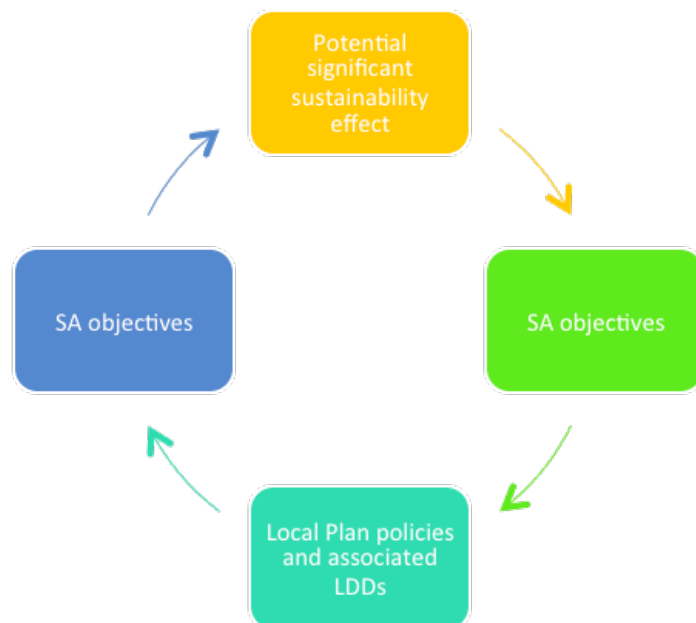 Potential
significant
sustainability
effect
SA objectives
SA objectives
Local Plan policies
and associated
LDDs